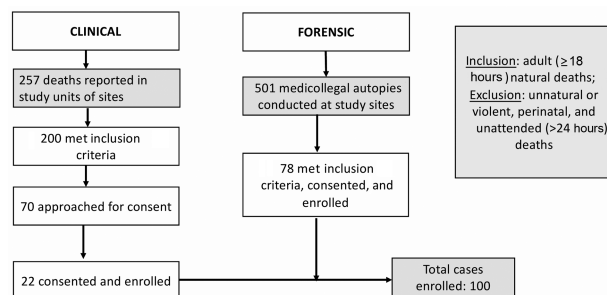 CLINICAL
257 deaths reported in
study units of sites
200 met inclusion
criteria
70 approached for consent
22 consented and enrolled
FORENSIC
501 medicollegal autopies
conducted at study sites
78 met inclusion
criteria, consented, and
enrolled
Total cases
enrolled: 100
Inclusion: adult (≥ 18
hours) natural deaths;
Exclusion: unnatural or
violent, perinatal, and
unattended (>24 hours)
deaths